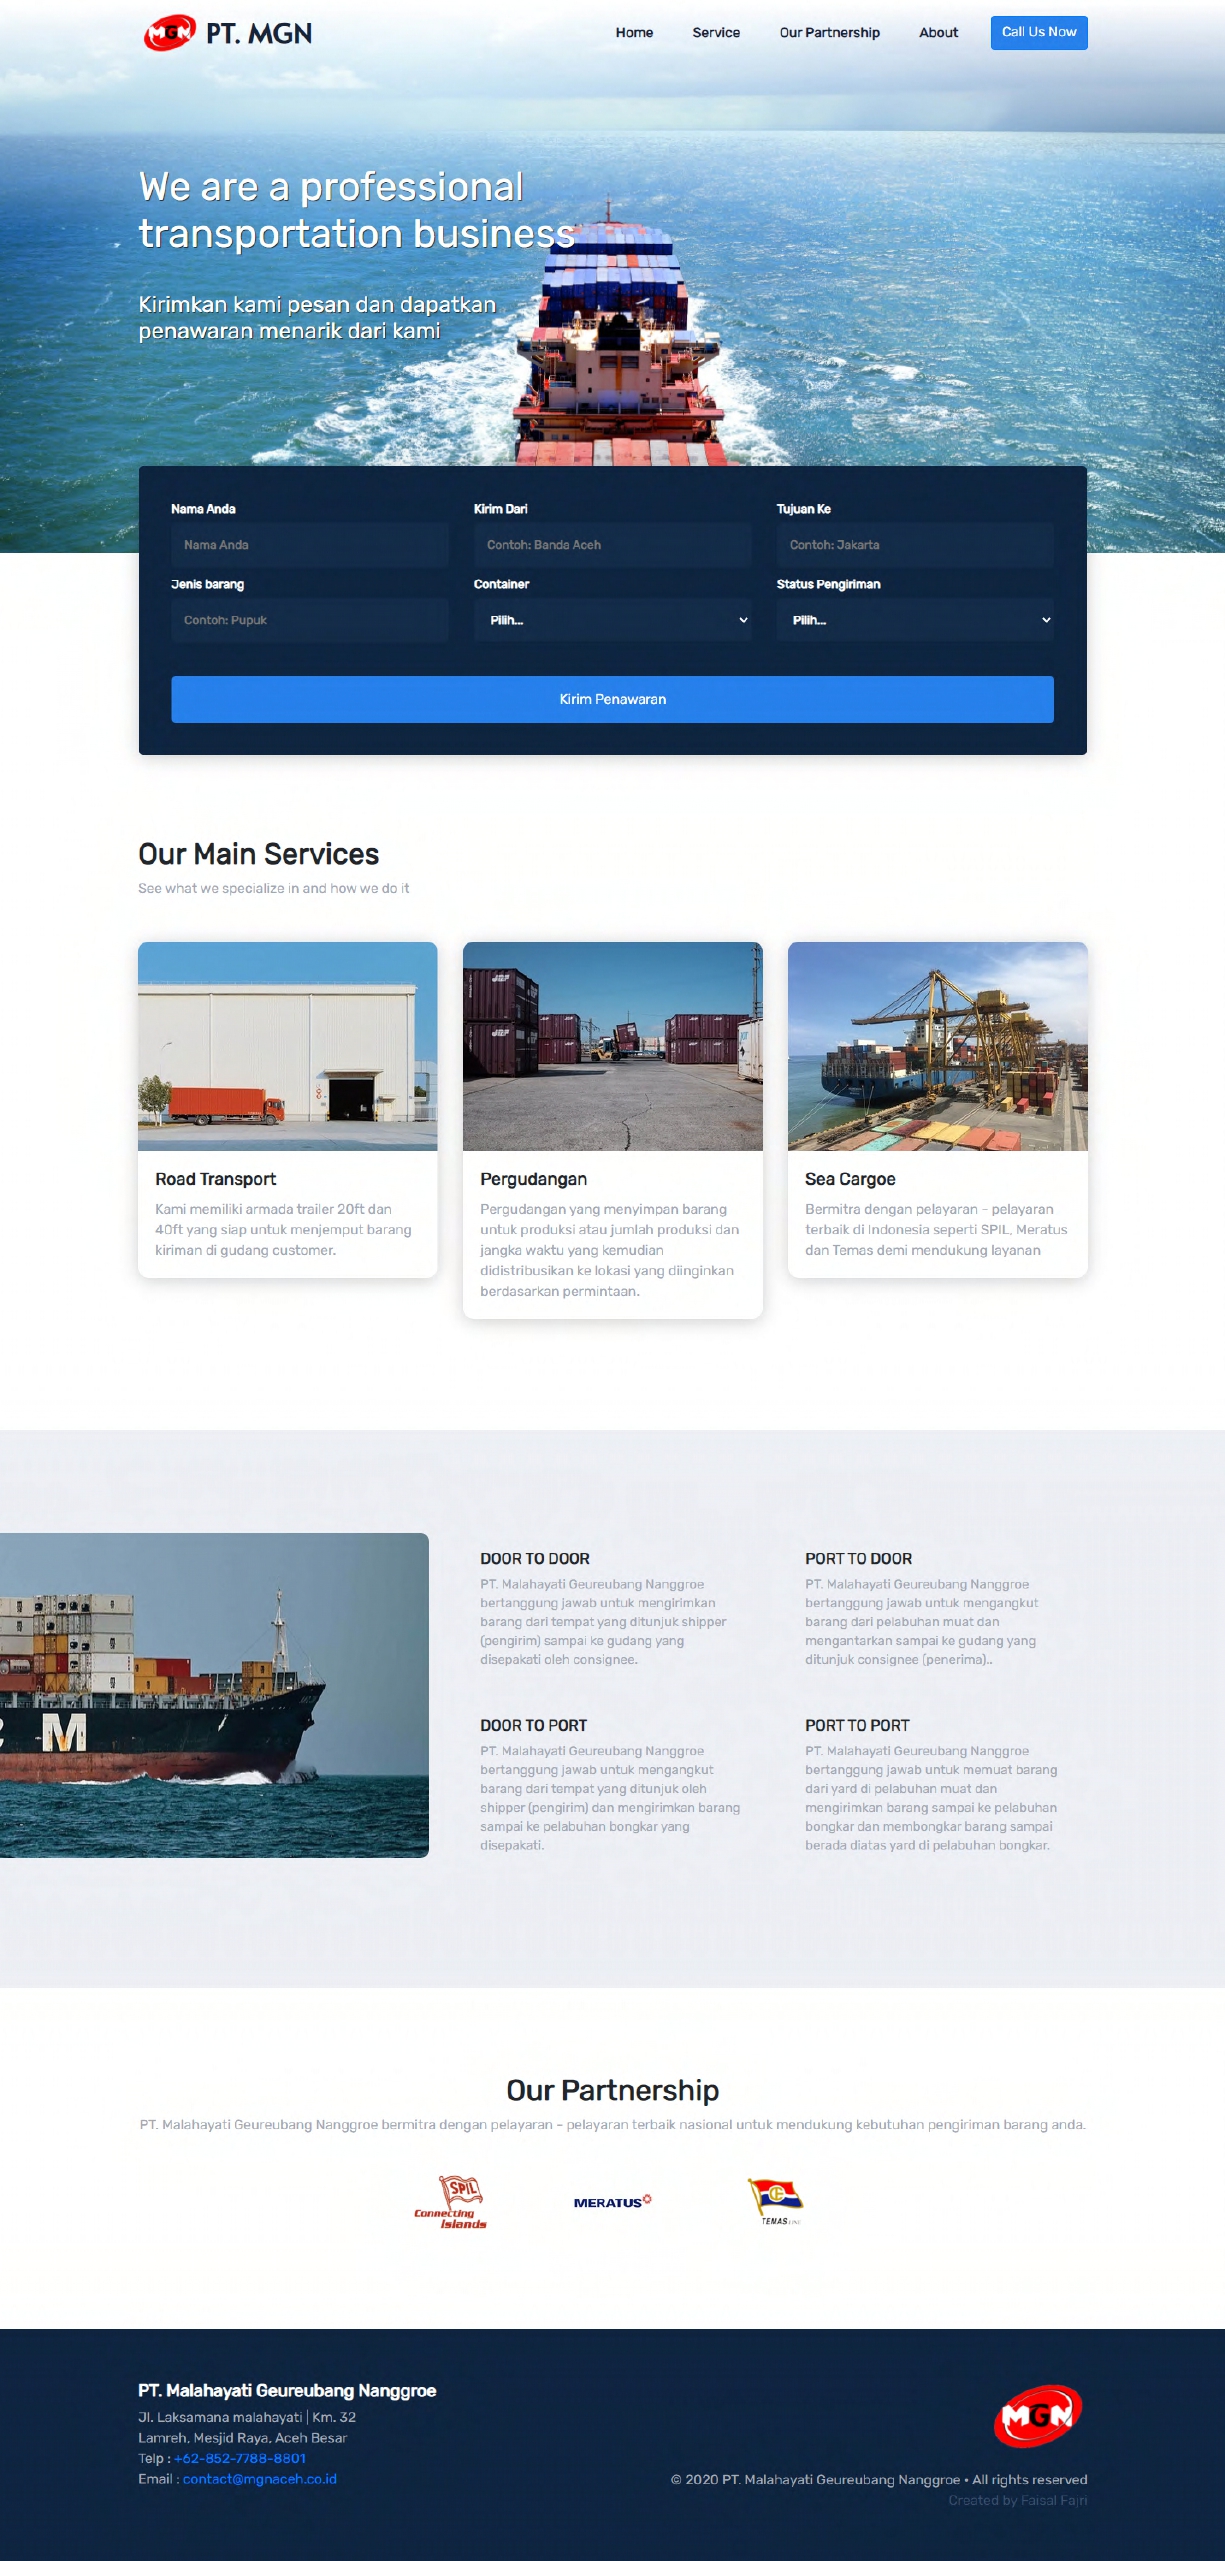 MGN PT. MGN
Home Service Our Partnership About Call Us Now
We are a professional
transportation business
Kirimkan kami pesan dan dapatkan
penawaran menarik dari kami
Nama Anda Kirim Dari Tujuan Ke
Nama Anda Contoh: Banda Aceh Contoh: Jakarta
Jenis barang Container Status Pengiriman
Contoh: Pupuk Pilih... Pilih...
Kirim Penawaran
Our Main Services
See what we specialize in and how we do it
Road Transport
Kami memiliki armada trailer 20ft dan
40ft yang siap untuk menjemput barang
kiriman di gudang customer.
Pergudangan
Pergudangan yang menyimpan barang
untuk produksi atau jumlah produksi dan
jangka waktu yang kemudian
didistribusikan ke lokasi yang diinginkan
berdasarkan permintaan.
Sea Cargoe
Bermitra dengan pelayaran - pelayaran
terbaik di Indonesia seperti SPIL, Meratus
dan Temas demi mendukung layanan
M
DOOR TO DOOR
PT. Malahayati Geureubang Nanggroe
bertanggung jawab untuk mengirimkan
barang dari tempat yang ditunjuk shipper
(pengirim) sampai ke gudang yang
disepakati oleh consignee.
PORT TO DOOR
PT. Malahayati Geureubang Nanggroe
bertanggung jawab untuk mengangkut
barang dari pelabuhan muat dan
mengantarkan sampai ke gudang yang
ditunjuk consignee (penerima)..
DOOR TO PORT
PT. Malahayati Geureubang Nanggroe
bertanggung jawab untuk mengangkut
barang dari tempat yang ditunjuk oleh
shipper (pengirim) dan mengirimkan barang
sampai ke pelabuhan bongkar yang
disepakati.
PORT TO PORT
PT. Malahayati Geureubang Nanggroe
bertanggung jawab untuk memuat barang
dari yard di pelabuhan muat dan
mengirimkan barang sampai ke pelabuhan
bongkar dan membongkar barang sampai
berada diatas yard di pelabuhan bongkar.
Our Partnership
PT. Malahayati Geureubang Nanggroe bermitra dengan pelayaran - pelayaran terbaik nasional untuk mendukung kebutuhan pengiriman barang anda.
SPIL
Connecting
Islands
MERATUS
TEMAS LINE
PT. Malahayati Geureubang Nanggroe
Jl. Laksamana malahayati | Km. 32
Lamreh, Mesjid Raya, Aceh Besar
Telp : +62-852-7788-8801
Email : contact@mgnaceh.co.id
MGN
© 2020 PT. Malahayati Geureubang Nanggroe • All rights reserved
Created by Faisal Fajri